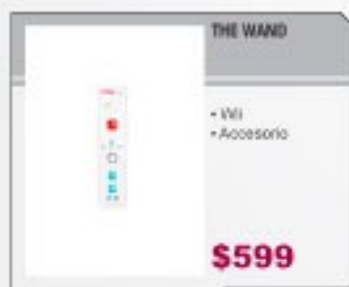 THE WAND
• Wii
• Accesorio
$599